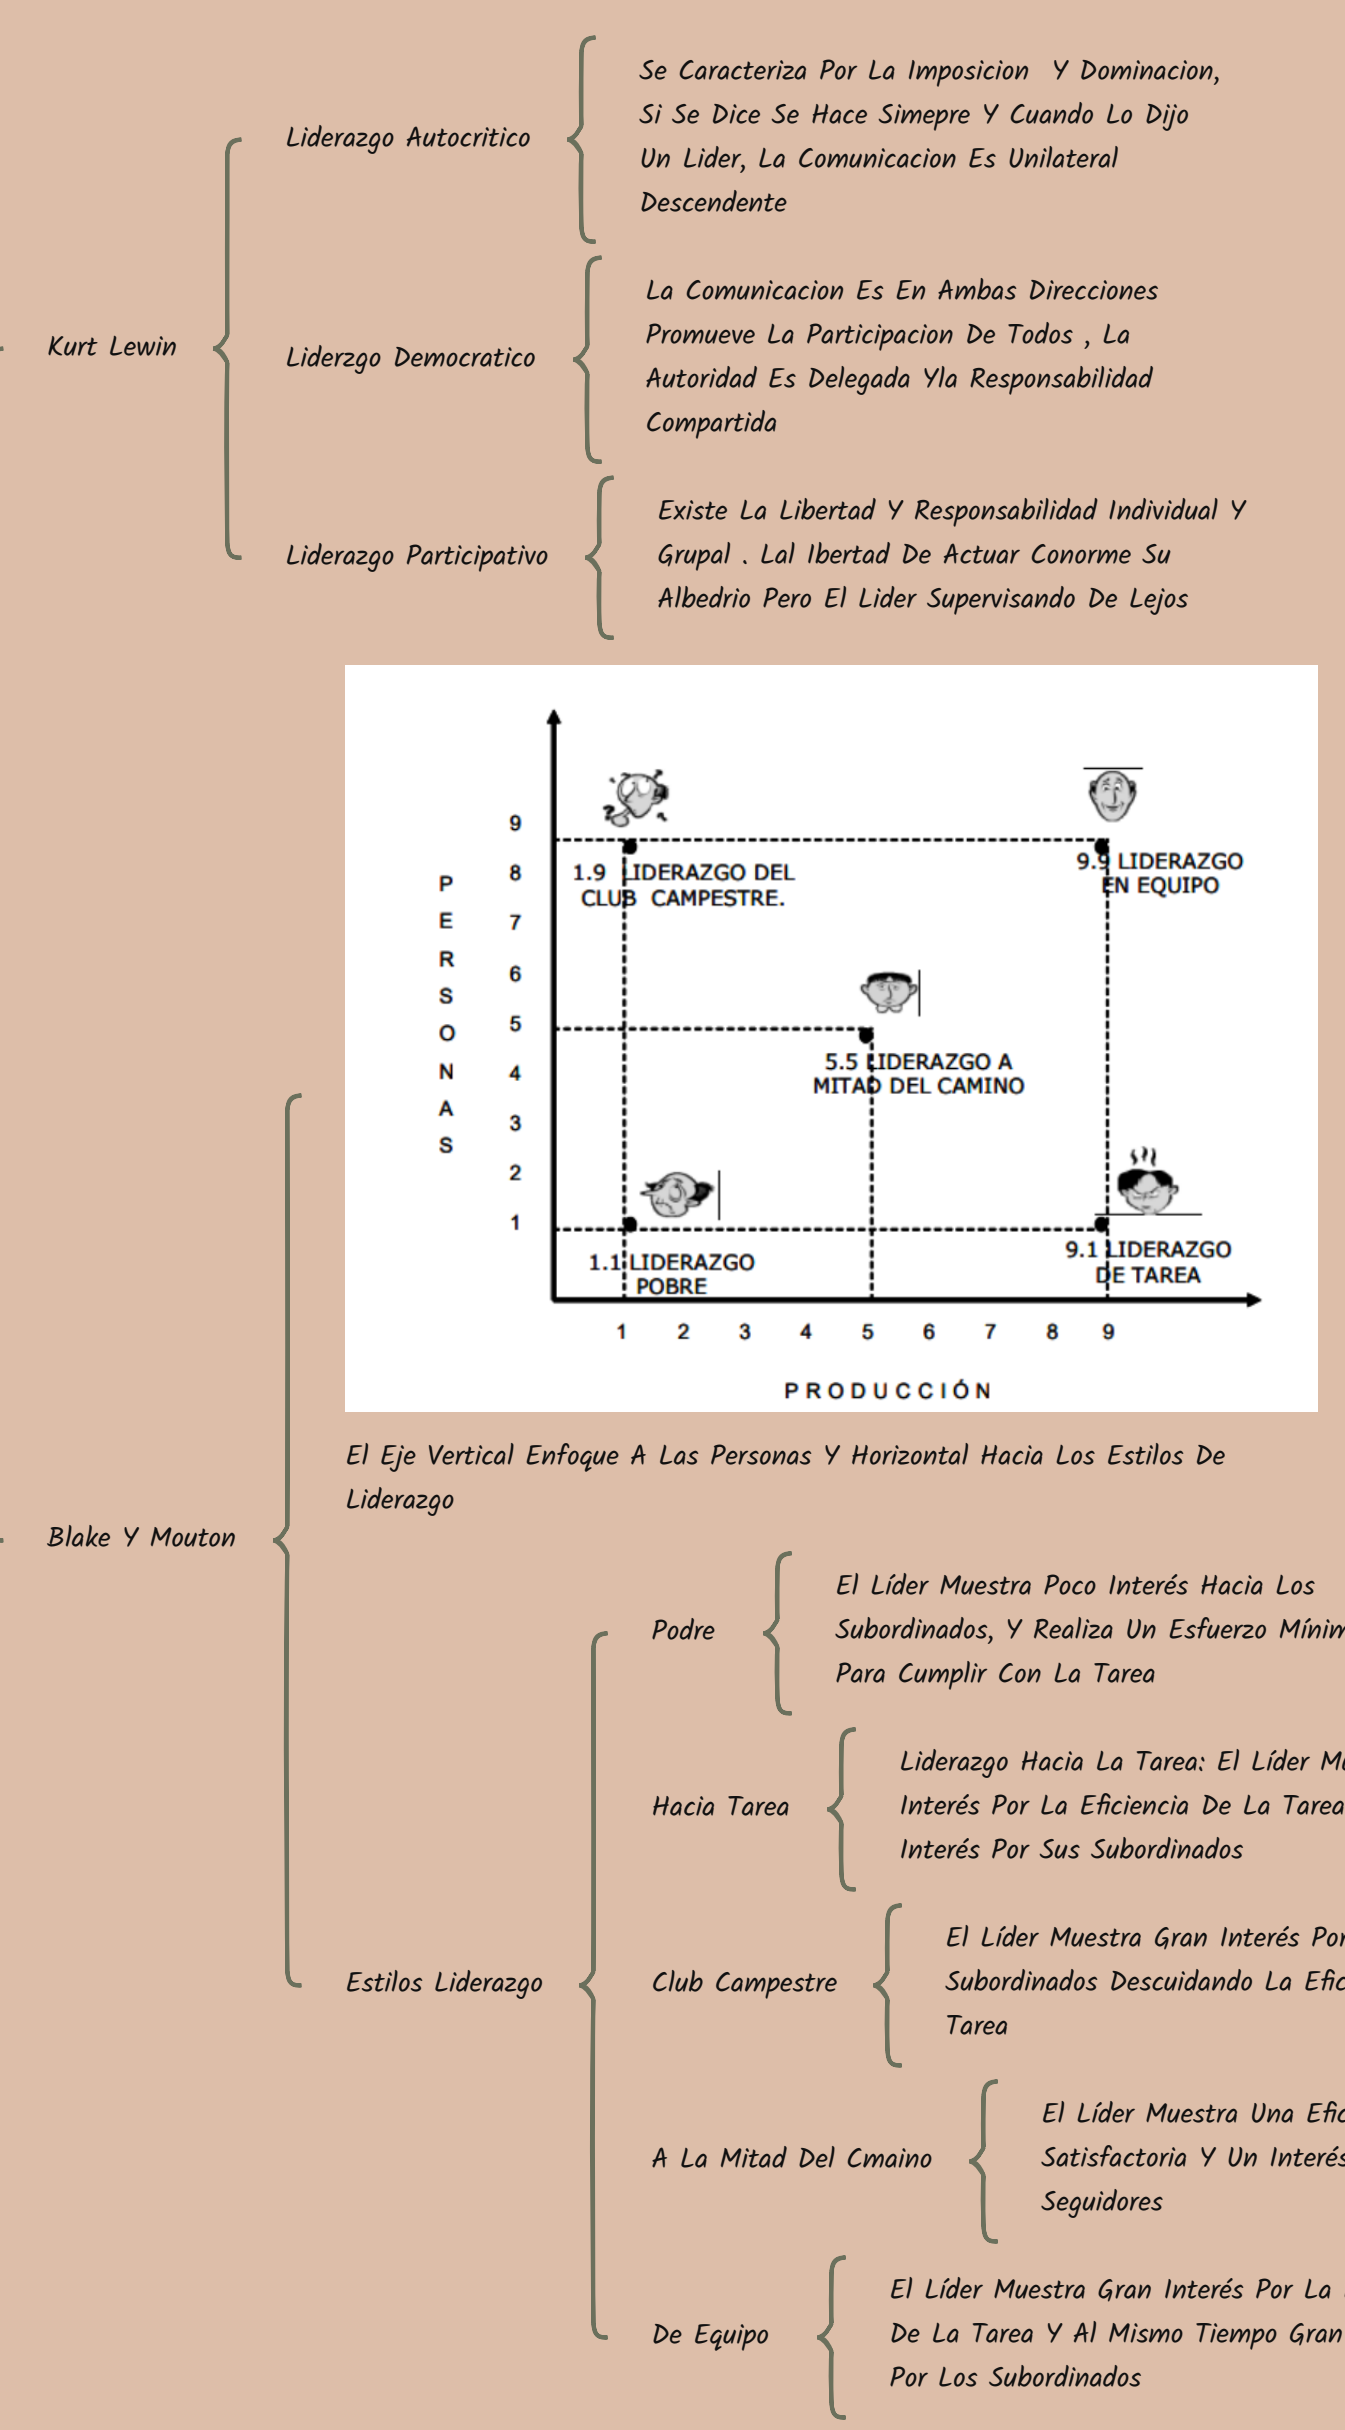 Se Caracteriza Por La Imposicion Y Dominacion,
Si Se Dice Se Hace Simepre Y Cuando Lo Dijo
Un Lider, La Comunicacion Es Unilateral
Descendente
Liderazgo Autocritico
La Comunicacion Es En Ambas Direcciones
Promueve La Participacion De Todos , La
Autoridad Es Delegada Yla Responsabilidad
Compartida
Kurt Lewin
Liderzgo Democratico
Existe La Libertad Y Responsabilidad Individual Y
Grupal . Lal Ibertad De Actuar Conorme Su
Albedrio Pero El Lider Supervisando De Lejos
Liderazgo Participativo
PERSONAS
9
8
7
6
5
4
3
2
1
1.9 LIDERAZGO DEL
CLUB CAMPESTRE.
9.9 LIDERAZGO
EN EQUIPO
5.5 LIDERAZGO A
MITAD DEL CAMINO
1.1 LIDERAZGO
POBRE
9.1 LIDERAZGO
DE TAREA
1 2 3 4 5 6 7 8 9
PRODUCCIÓN
El Eje Vertical Enfoque A Las Personas Y Horizontal Hacia Los Estilos De
Liderazgo
Blake Y Mouton
Estilos Liderazgo
Podre
El Líder Muestra Poco Interés Hacia Los
Subordinados, Y Realiza Un Esfuerzo
Para Cumplir Con La Tarea
Hacia Tarea
Liderazgo Hacia La Tarea: El Líder
Interés Por La Eficiencia De La Tarea
Interés Por Sus Subordinados
Club Campestre
El Líder Muestra Gran Interés Por
Subordinados Descuidando La
Tarea
A La Mitad Del Cmaino
El Líder Muestra Una
Satisfactoria Y Un Interés
Seguidores
De Equipo
El Líder Muestra Gran Interés Por La
De La Tarea Y Al Mismo Tiempo Gran
Por Los Subordinados